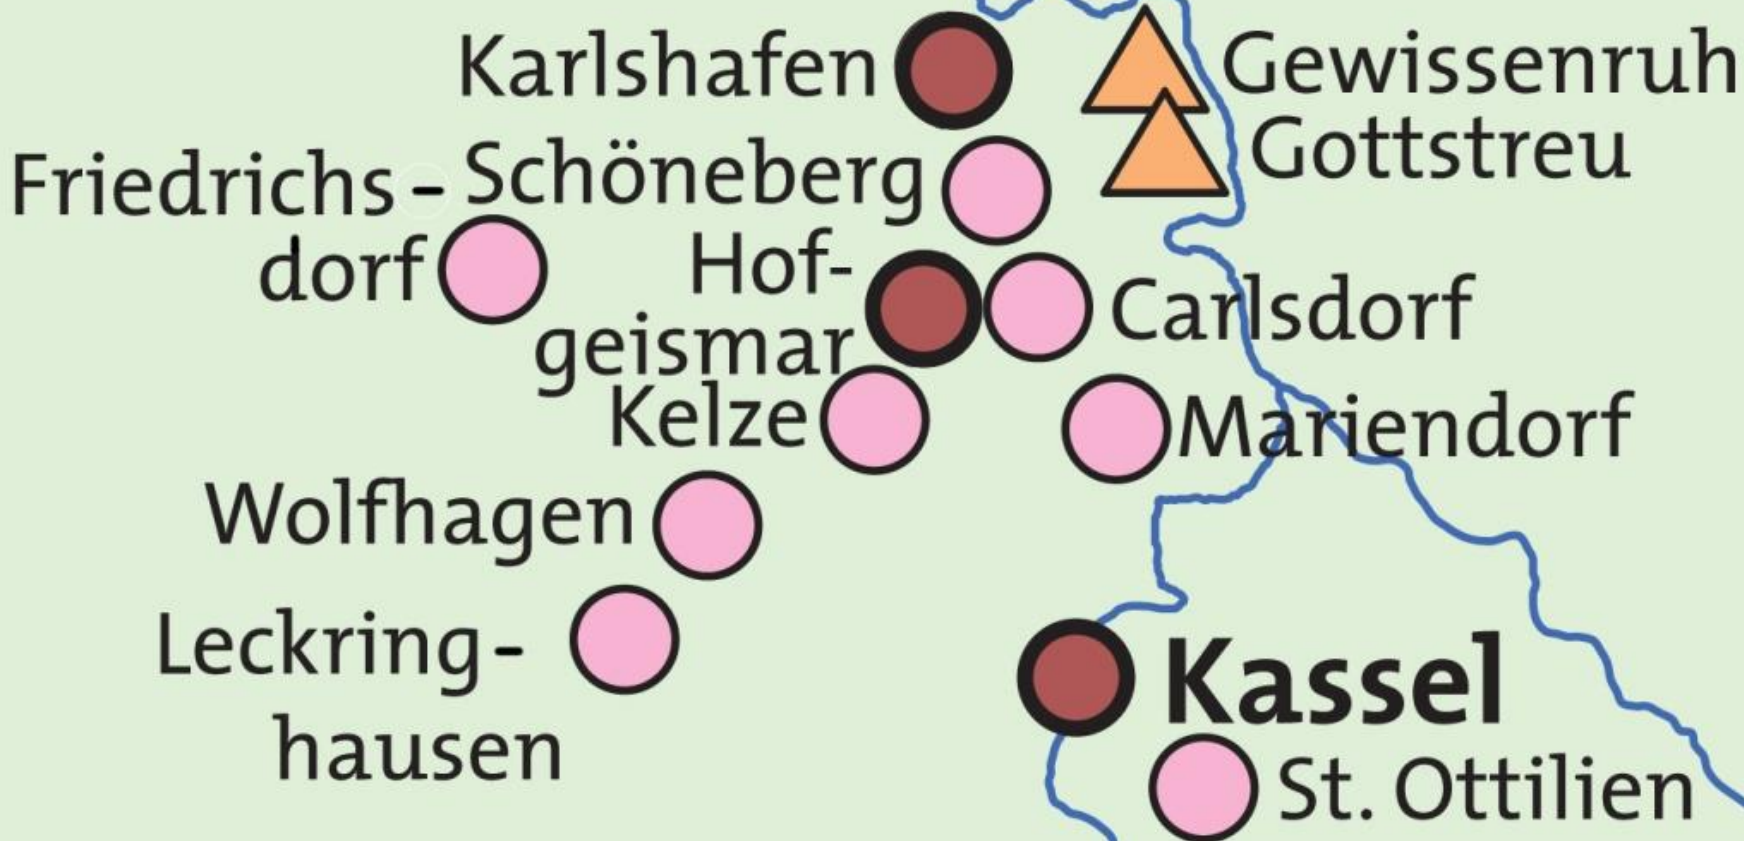 Karlshafen
Gewissenruh
Gottstreu
Friedrichs-
dorf
Schöneberg
Hof-
geismar
Carlsdorf
Kelze
Mariendorf
Wolfhagen
Leckring-
hausen
Kassel
St. Ottilien